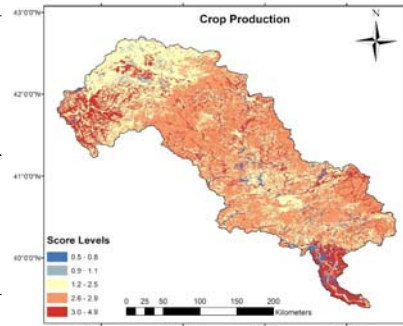 Crop Production
N
43°0'0"N
42°0'0"N
41°0'0"N
40°0'0"N
Score Levels
0.5 - 0.8
0.9 - 1.1
1.2 - 2.5
2.6 - 2.9
3.0 - 4.9
0 25 50 100 150 200
Kilometers